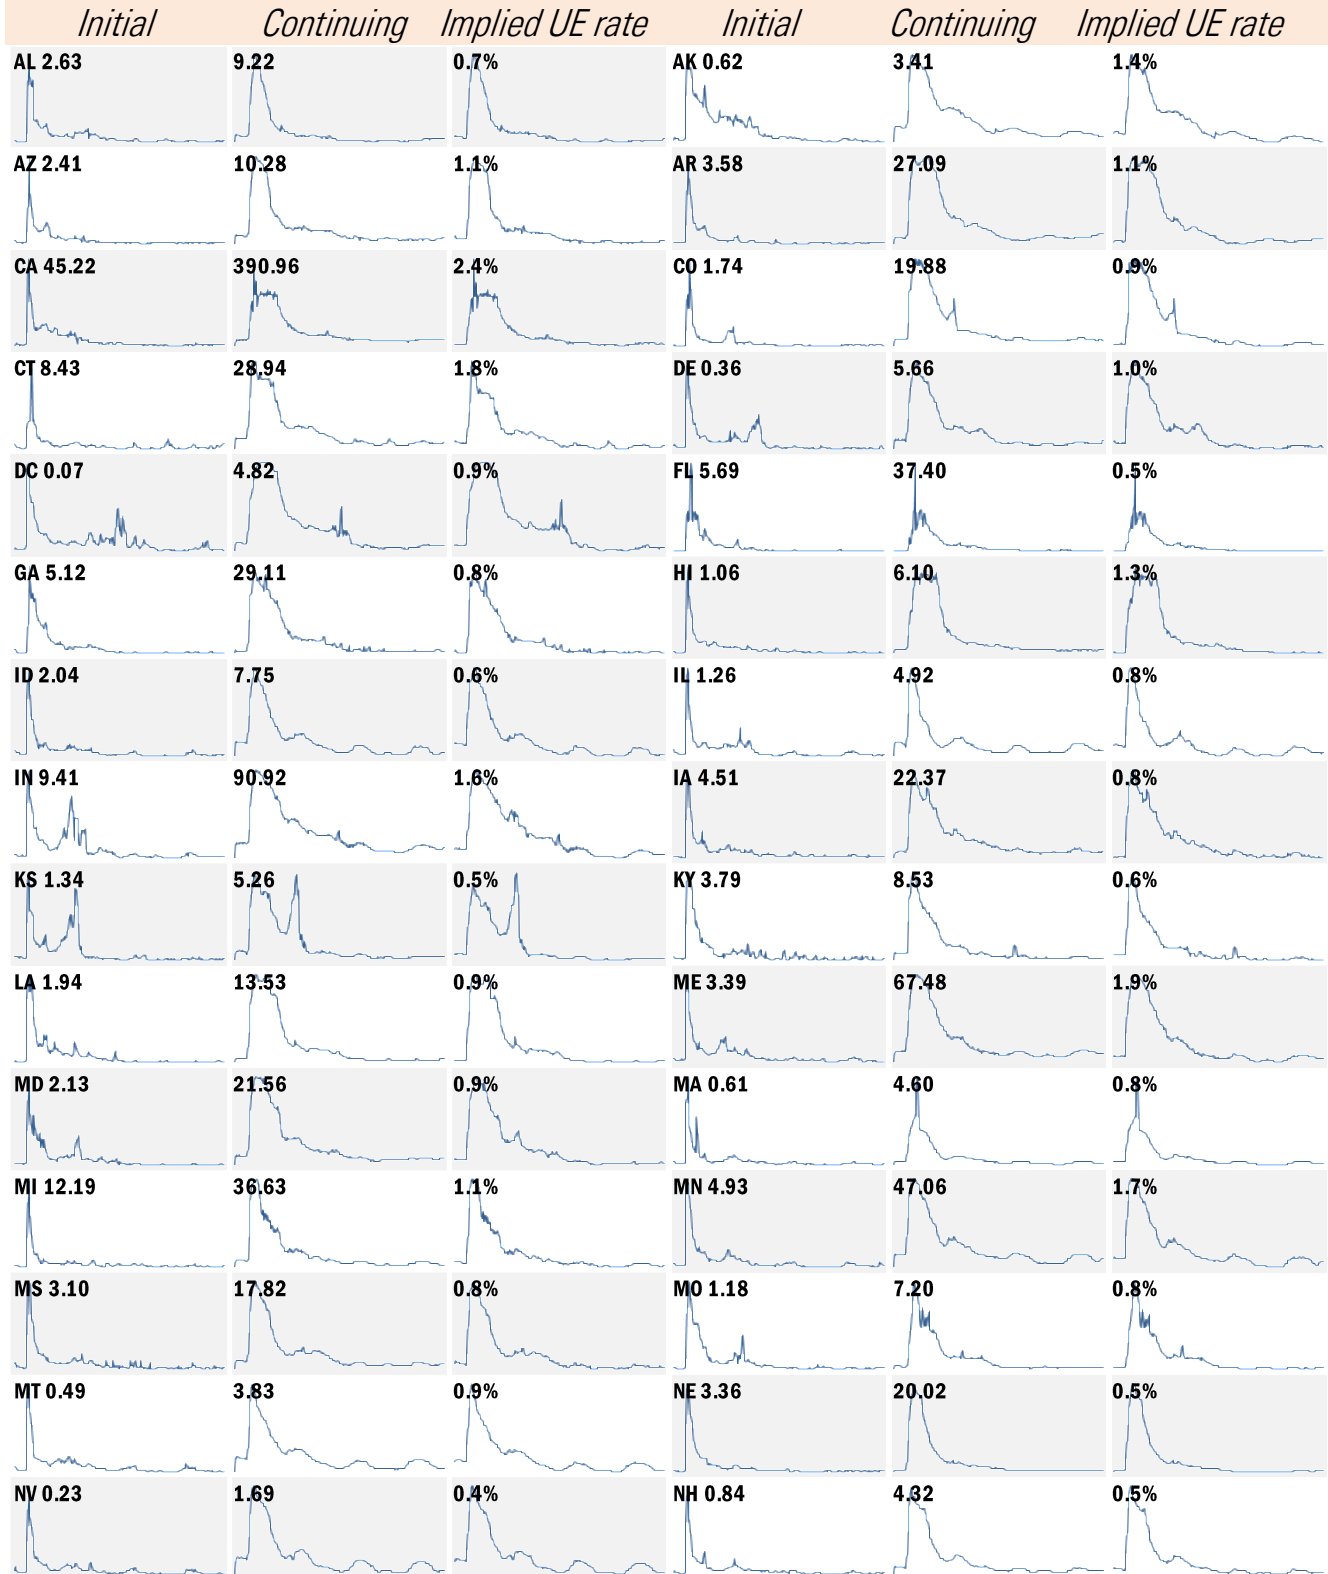 Initial Continuing Implied UE rate Initial Continuing Implied UE rate
AL 2.63 9.22 0.7% AK 0.62 3.41 1.4%
AZ 2.41 10.28 1.1% AR 3.58 27.09 1.1%
CA 45.22 390.96 2.4% CO 1.74 19.88 0.9%
CT 8.43 28.94 1.8% DE 0.36 5.66 1.0%
DC 0.07 4.82 0.9% FL 5.69 37.40 0.5%
GA 5.12 29.11 0.8% HI 1.06 6.10 1.3%
ID 2.04 7.75 0.6% IL 1.26 4.92 0.8%
IN 9.41 90.92 1.6% IA 4.51 22.37 0.8%
KS 1.34 5.26 0.5% KY 3.79 8.53 0.6%
LA 1.94 13.53 0.9% ME 3.39 67.48 1.9%
MD 2.13 21.56 0.9% MA 0.61 4.60 0.8%
MI 12.19 36.63 1.1% MN 4.93 47.06 1.7%
MS 3.10 17.82 0.8% MO 1.18 7.20 0.8%
MT 0.49 3.83 0.9% NE 3.36 20.02 0.5%
NV 0.23 1.69 0.4% NH 0.84 4.32 0.5%